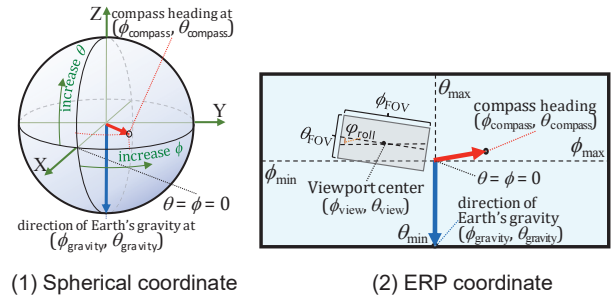 Z
compass heading at
(ϕcompass, θcompass)
increase θ
Y
X
increase ϕ
θ = ϕ = 0
direction of Earth's gravity at
(ϕgravity, θgravity)
(1) Spherical coordinate
ϕFOV
θmax
compass heading
(ϕcompass, θcompass)
θFOV
φroll
ϕmax
ϕmin
Viewport center
(ϕview, θview)
θ = ϕ = 0
direction of
Earth's gravity
(ϕgravity, θgravity)
θmin
(2) ERP coordinate